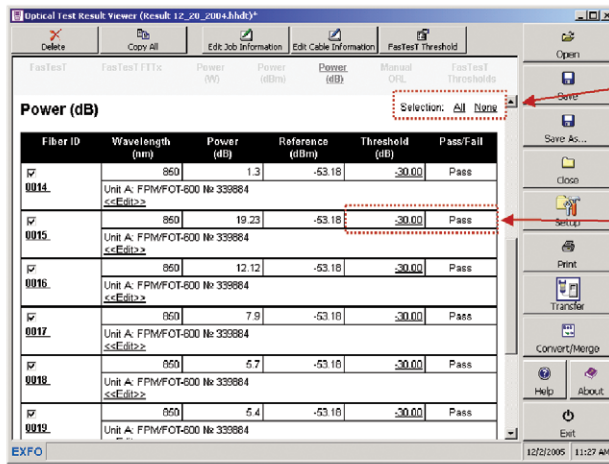 Optical Test Result Viewer (Result 12_20_2004.hhdt)*
Delete
Copy All
Edit Job Information
Edit Cable Information
FasTesT Threshold
FasTesT
FasTesT FTTx
Power (W)
Power (dBm)
Power (dB)
Manual ORL
FasTesT Thresholds
Power (dB)
Selection: All None
Fiber ID Wavelength (nm) Power (dB) Reference (dBm) Threshold (dB) Pass/Fail
850 1.3 -53.18 -30.00 Pass
0014
Unit A: FPM/FOT-600 № 339884
<<Edit>>
850 19.23 -53.18 -30.00 Pass
0015
Unit A: FPM/FOT-600 № 339884
<<Edit>>
850 12.12 -53.18 -30.00 Pass
0016
Unit A: FPM/FOT-600 № 339884
<<Edit>>
850 7.9 -53.18 -30.00 Pass
0017
Unit A: FPM/FOT-600 № 339884
<<Edit>>
850 5.7 -53.18 -30.00 Pass
0018
Unit A: FPM/FOT-600 № 339884
<<Edit>>
850 5.4 -53.18 -30.00 Pass
0019
Unit A: FPM/FOT-600 № 339884
Open
Save
Save As...
Close
Setup
Print
Transfer
Convert/Merge
Help
About
Exit
EXFO
12/2/2005 11:27 AM